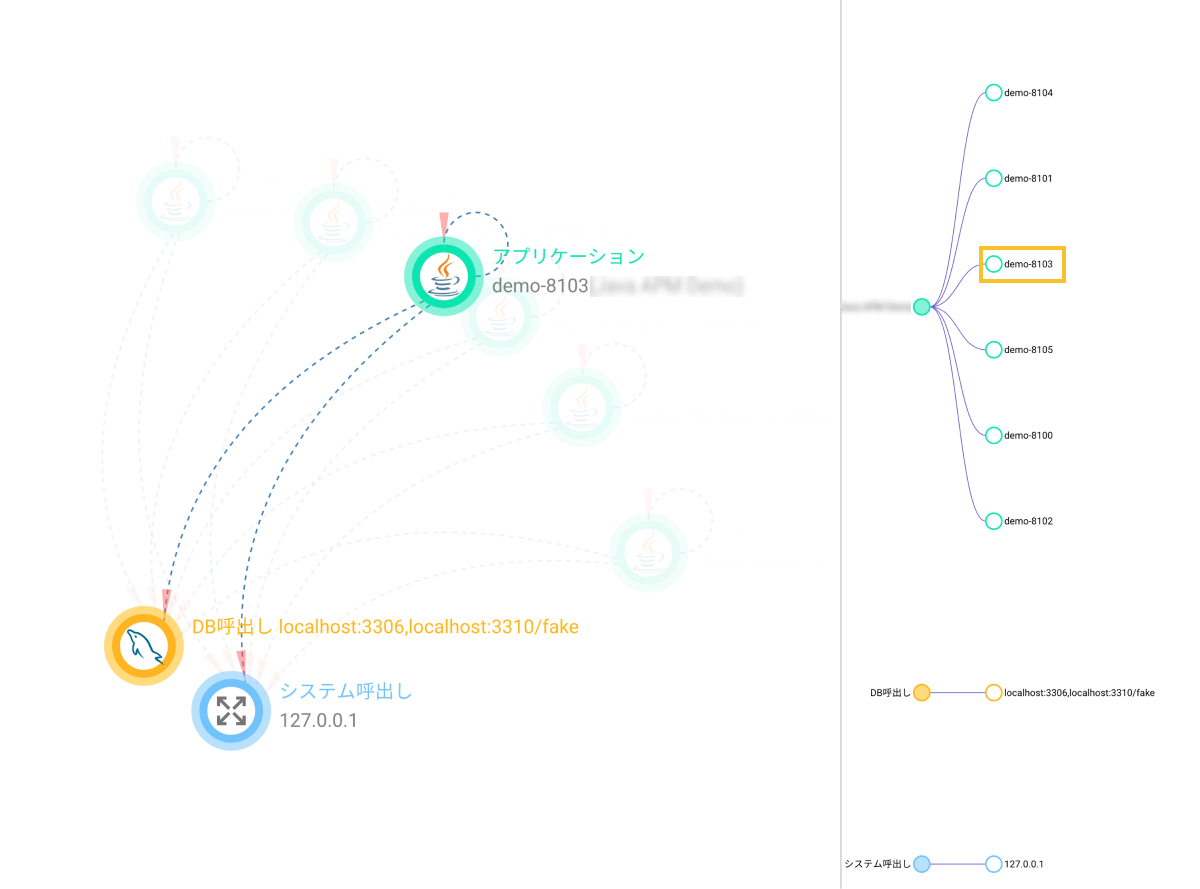 アプリケーション
demo-8103
DB呼出し localhost:3306,localhost:3310/fake
システム呼出し
127.0.0.1
demo-8104
demo-8101
demo-8103
demo-8105
demo-8100
demo-8102
DB呼出し localhost:3306,localhost:3310/fake
システム呼出し 127.0.0.1